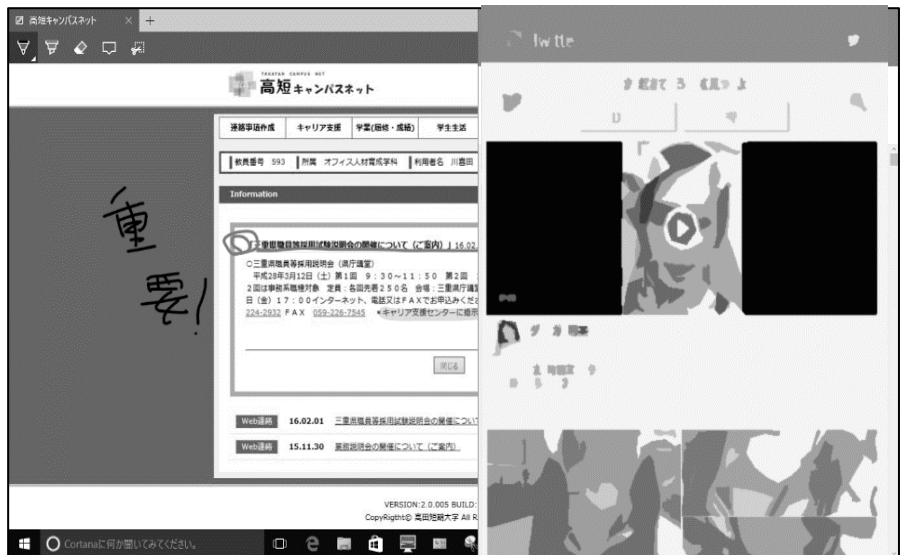 高短キャンパスネット
TAKATAN CAMPUS NET
高短キャンパスネット
連絡事項作成 キャリア支援 学業(履修・成績) 学生生活
教員番号 593 所属 オフィス人材育成学科 利用者名 川喜田
Information
重要!
「三重県職員等採用試験説明会の開催について(ご案内)」16.02.
○三重県職員等採用説明会(県庁講堂)
平成28年3月12日(土)第1回 9:30~11:50 第2回
2回は事務系職種対象 定員:各回先着250名 会場:三重県庁講
日(金)17:00インターネット、電話又はFAXでお申込みくださ
224-2932 FAX 059-226-7545 *キャリア支援センターに掲示
閉じる
Web連絡 16.02.01 三重県職員等採用試験説明会の開催につい
Web連絡 15.11.30 業務説明会の開催について(ご案内)
VERSION:2.0.005 BUILD:
CopyRigtht© 高田短期大学 All R
Cortanaに何か聞いてみてください。